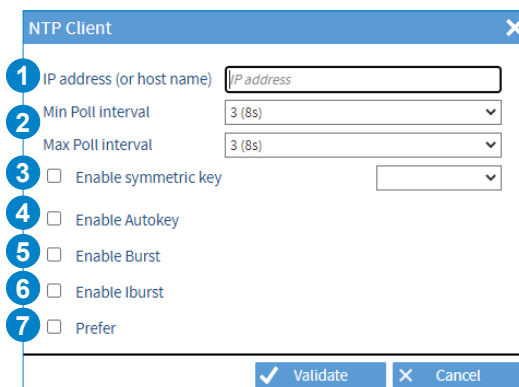 NTP Client
1 IP address (or host name) IP address
2 Min Poll interval 3 (8s)
Max Poll interval 3 (8s)
3 Enable symmetric key
4 Enable Autokey
5 Enable Burst
6 Enable Iburst
7 Prefer
Validate Cancel